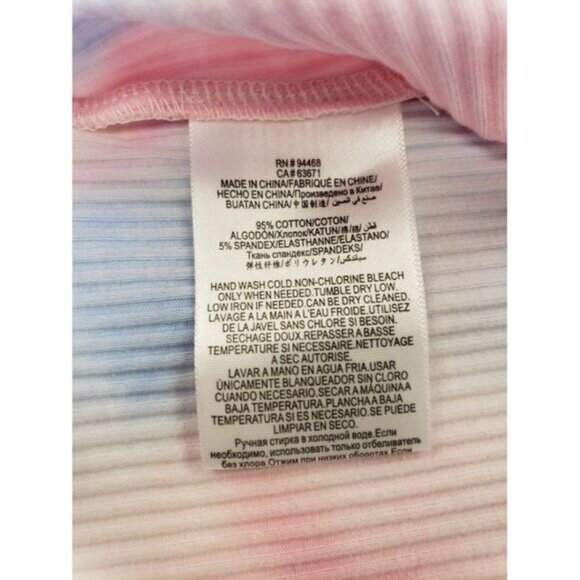 RN# 94468
CA# 63671
MADE IN CHINA/FABRIQUÉ EN CHINE/
HECHO EN CHINA/Произведено в Китае/
BUATAN CHINA/中国制造/ صنع في الصين
95% COTTON/COTON/
ALGODÓN/Хлопок/KATUN/棉/綿/ قطن
5% SPANDEX/ELASTHANNE/ELASTANO/
Ткань спандекс/SPANDEKS/
弹性纤维/ポリウレタン/ سباندكس
HAND WASH COLD.NON-CHLORINE BLEACH
ONLY WHEN NEEDED.TUMBLE DRY LOW.
LOW IRON IF NEEDED.CAN BE DRY CLEANED.
LAVAGE A LA MAIN A L'EAU FROIDE.UTILISEZ
DE LA JAVEL SANS CHLORE SI BESOIN.
SECHAGE DOUX.REPASSER A BASSE
TEMPERATURE SI NECESSAIRE.NETTOYAGE
A SEC AUTORISE.
LAVAR A MANO EN AGUA FRIA.USAR
ÚNICAMENTE BLANQUEADOR SIN CLORO
CUANDO NECESARIO.SECAR A MÁQUINA A
BAJA TEMPERATURA.PLANCHA A BAJA
TEMPERATURA SI ES NECESARIO.SE PUEDE
LIMPIAR EN SECO.
Ручная стирка в холодной воде.Если
необходимо, использовать только отбеливатель
без хлора.Отжим при низких оборотах.Если